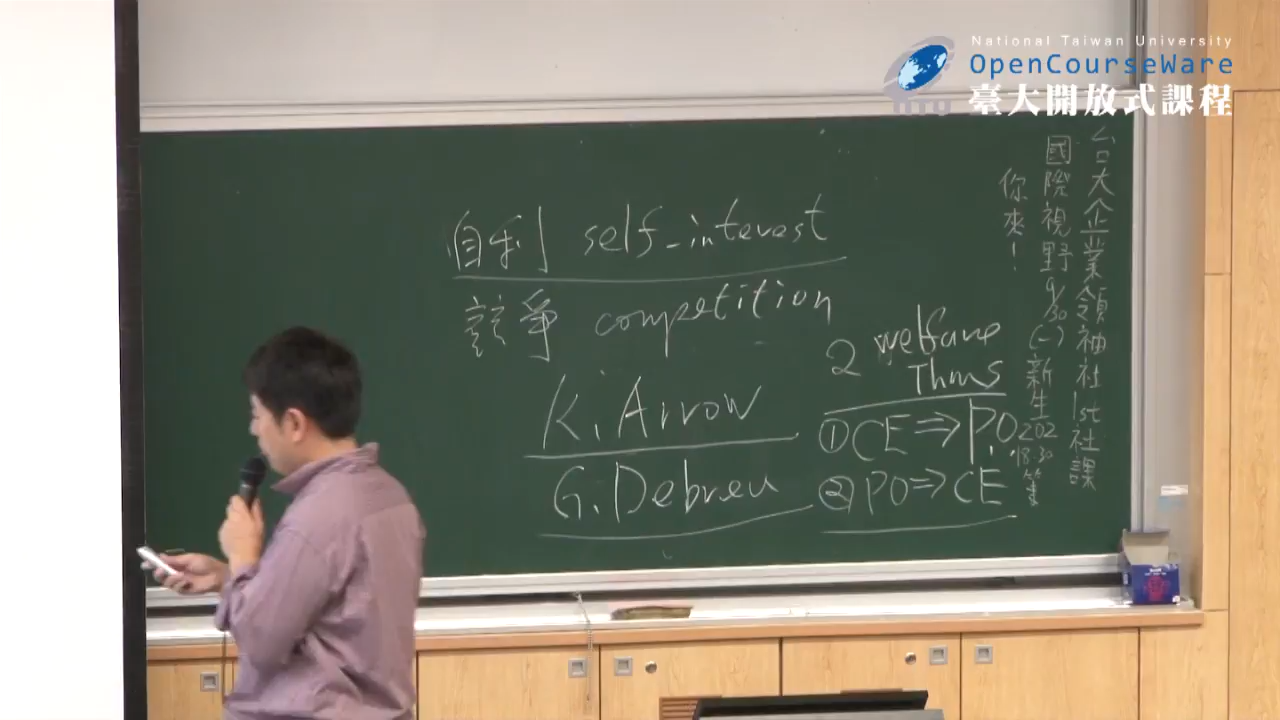 National Taiwan University
OpenCourseWare
臺大開放式課程
自利 self-interest
競爭 competition
K. Arrow
G. Debreu
2 welfare
Thms
① CE ⇒ P.O.
② PO ⇒ CE
台大企業領袖社 1st 社課
國際視野 9/30 (一) 新生202
18:30
你來!